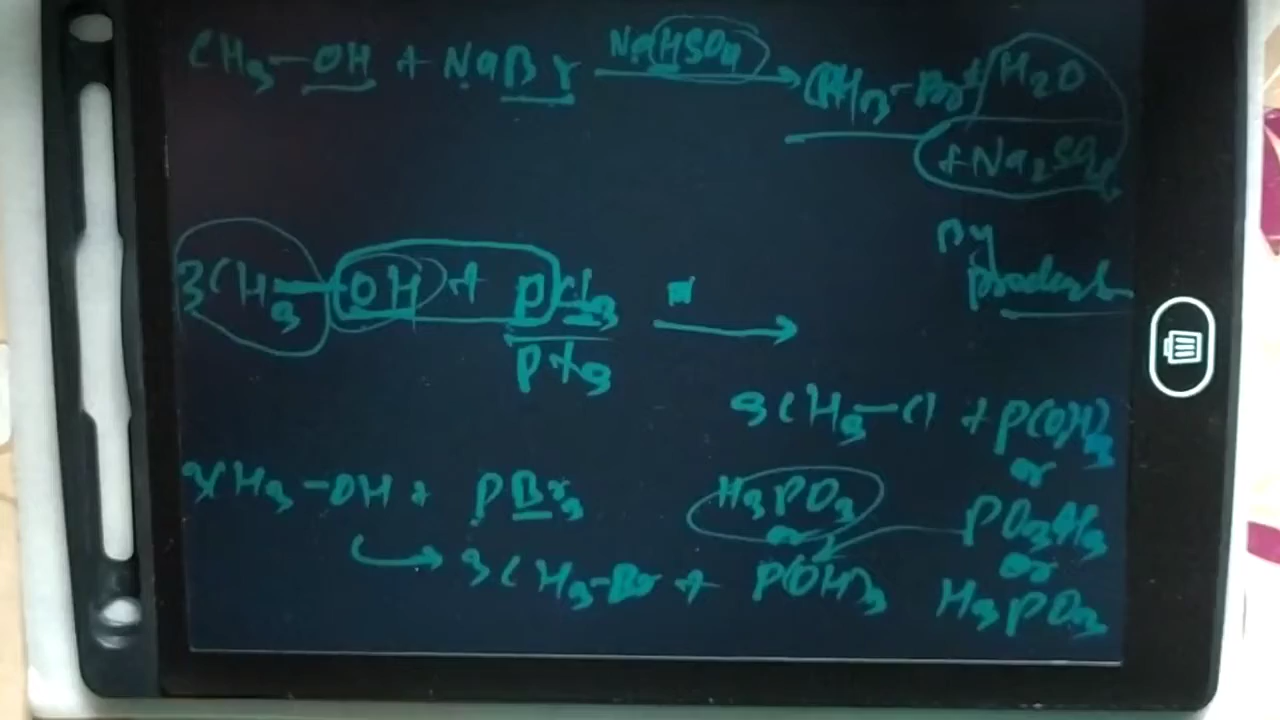 NaHSO4
CH3-OH + NaBr → CH3-Br + H2O
+ Na2SO4
By
product
3CH3-OH + PCl3 →
PX3
3CH3-Cl + P(OH)3
or
PO3H3
or
H3PO3
3CH3-OH + PBr3
H3PO3
or
↪ 3CH3-Br + P(OH)3